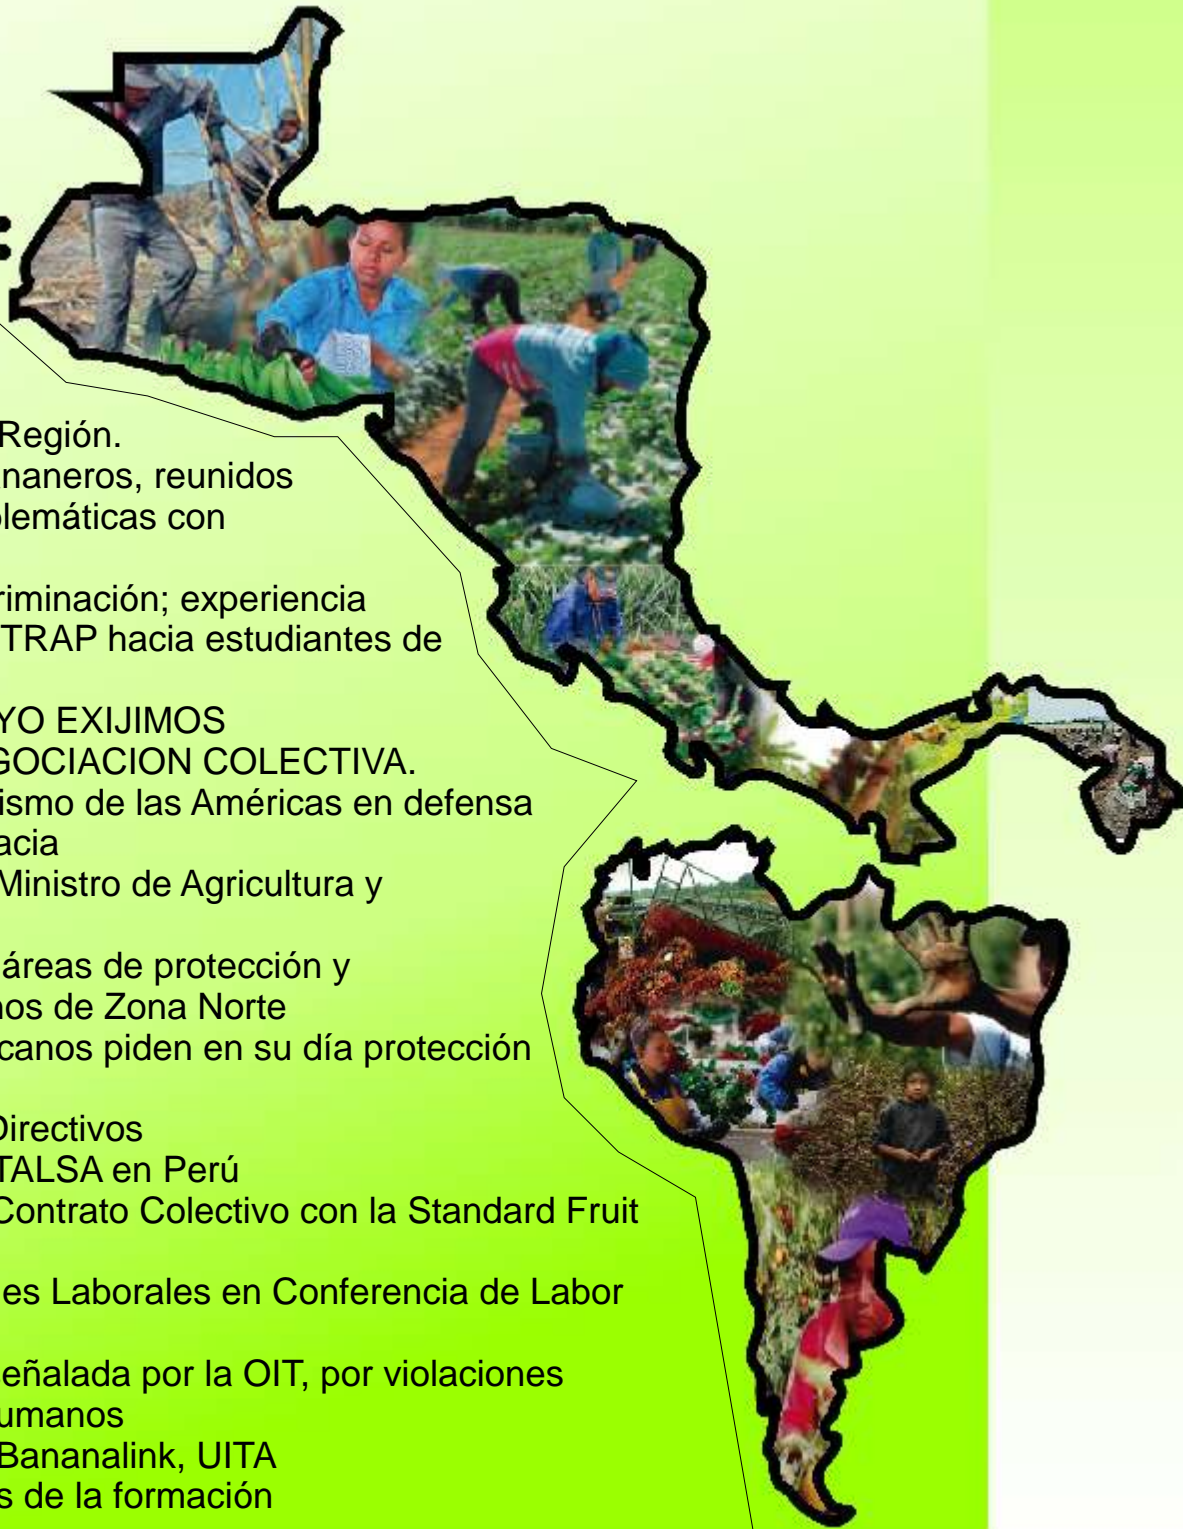 :
Región.
naneros, reunidos
olemáticas con
riminación; experiencia
TRAP hacia estudiantes de
YO EXIJIMOS
GOCIACION COLECTIVA.
ismo de las Américas en defensa
acia
Ministro de Agricultura y
áreas de protección y
nos de Zona Norte
canos piden en su día protección
Directivos
TALSA en Perú
Contrato Colectivo con la Standard Fruit
les Laborales en Conferencia de Labor
eñalada por la OIT, por violaciones
umanos
Bananalink, UITA
s de la formación